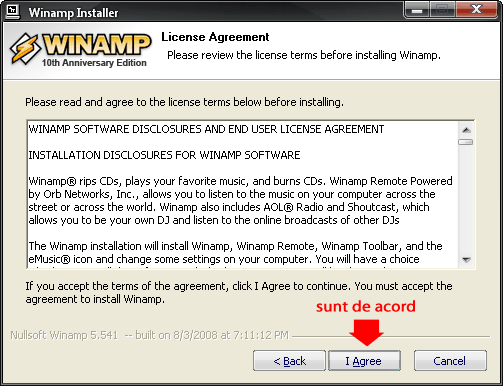 Winamp Installer
WINAMP
10th Anniversary Edition
License Agreement
Please review the license terms before installing Winamp.
Please read and agree to the license terms below before installing.
WINAMP SOFTWARE DISCLOSURES AND END USER LICENSE AGREEMENT
INSTALLATION DISCLOSURES FOR WINAMP SOFTWARE
Winamp® rips CDs, plays your favorite music, and burns CDs. Winamp Remote Powered
by Orb Networks, Inc., allows you to listen to the music on your computer across the
street or across the world. Winamp also includes AOL® Radio and Shoutcast, which
allows you to be your own DJ and listen to the online broadcasts of other DJs
The Winamp installation will install Winamp, Winamp Remote, Winamp Toolbar, and the
eMusic® icon and change some settings on your computer. You will have a choice
If you accept the terms of the agreement, click I Agree to continue. You must accept the
agreement to install Winamp.
sunt de acord
Nullsoft Winamp 5.541 -- built on 8/3/2008 at 7:11:12 PM
< Back
I Agree
Cancel